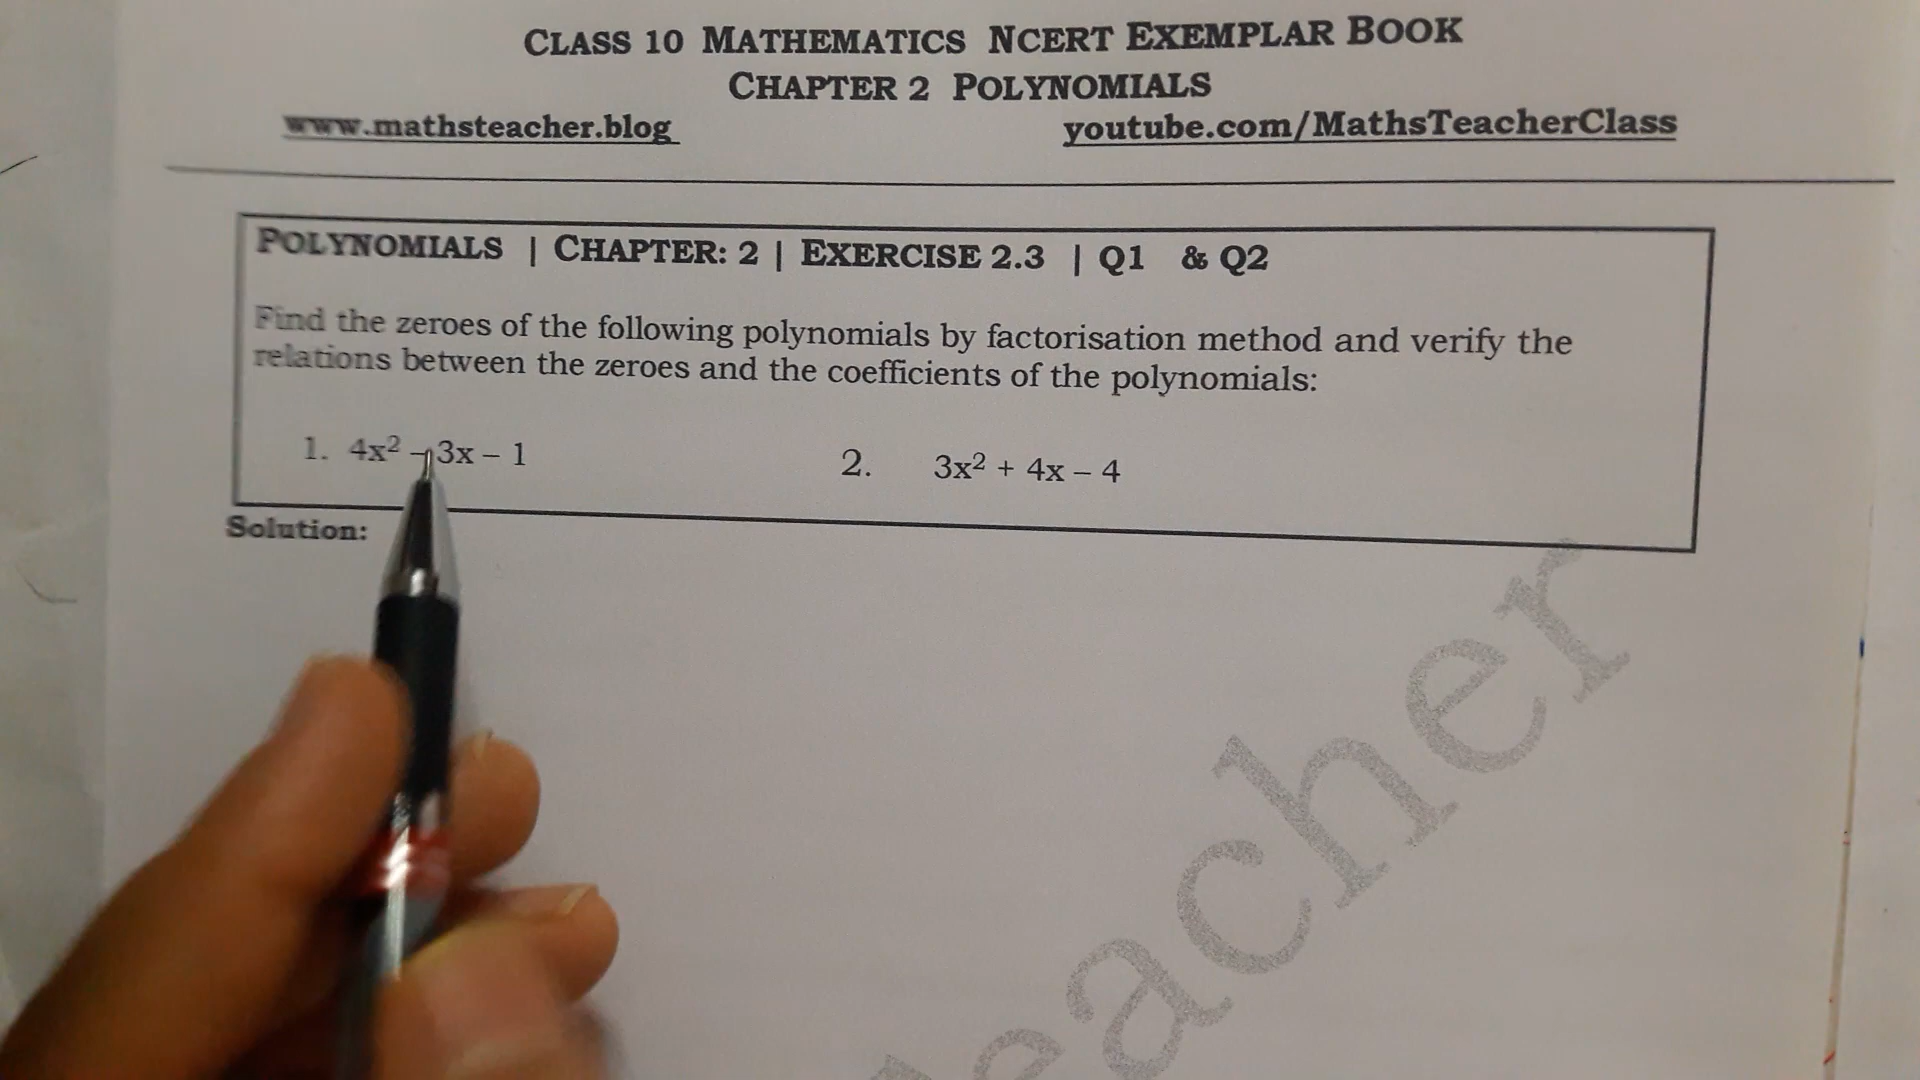 CLASS 10 MATHEMATICS NCERT EXEMPLAR BOOK
CHAPTER 2 POLYNOMIALS
www.mathsteacher.blog youtube.com/MathsTeacherClass
POLYNOMIALS | CHAPTER: 2 | EXERCISE 2.3 | Q1 & Q2
Find the zeroes of the following polynomials by factorisation method and verify the
relations between the zeroes and the coefficients of the polynomials:
1. 4x² – 3x – 1 2. 3x² + 4x – 4
Solution:
eacher